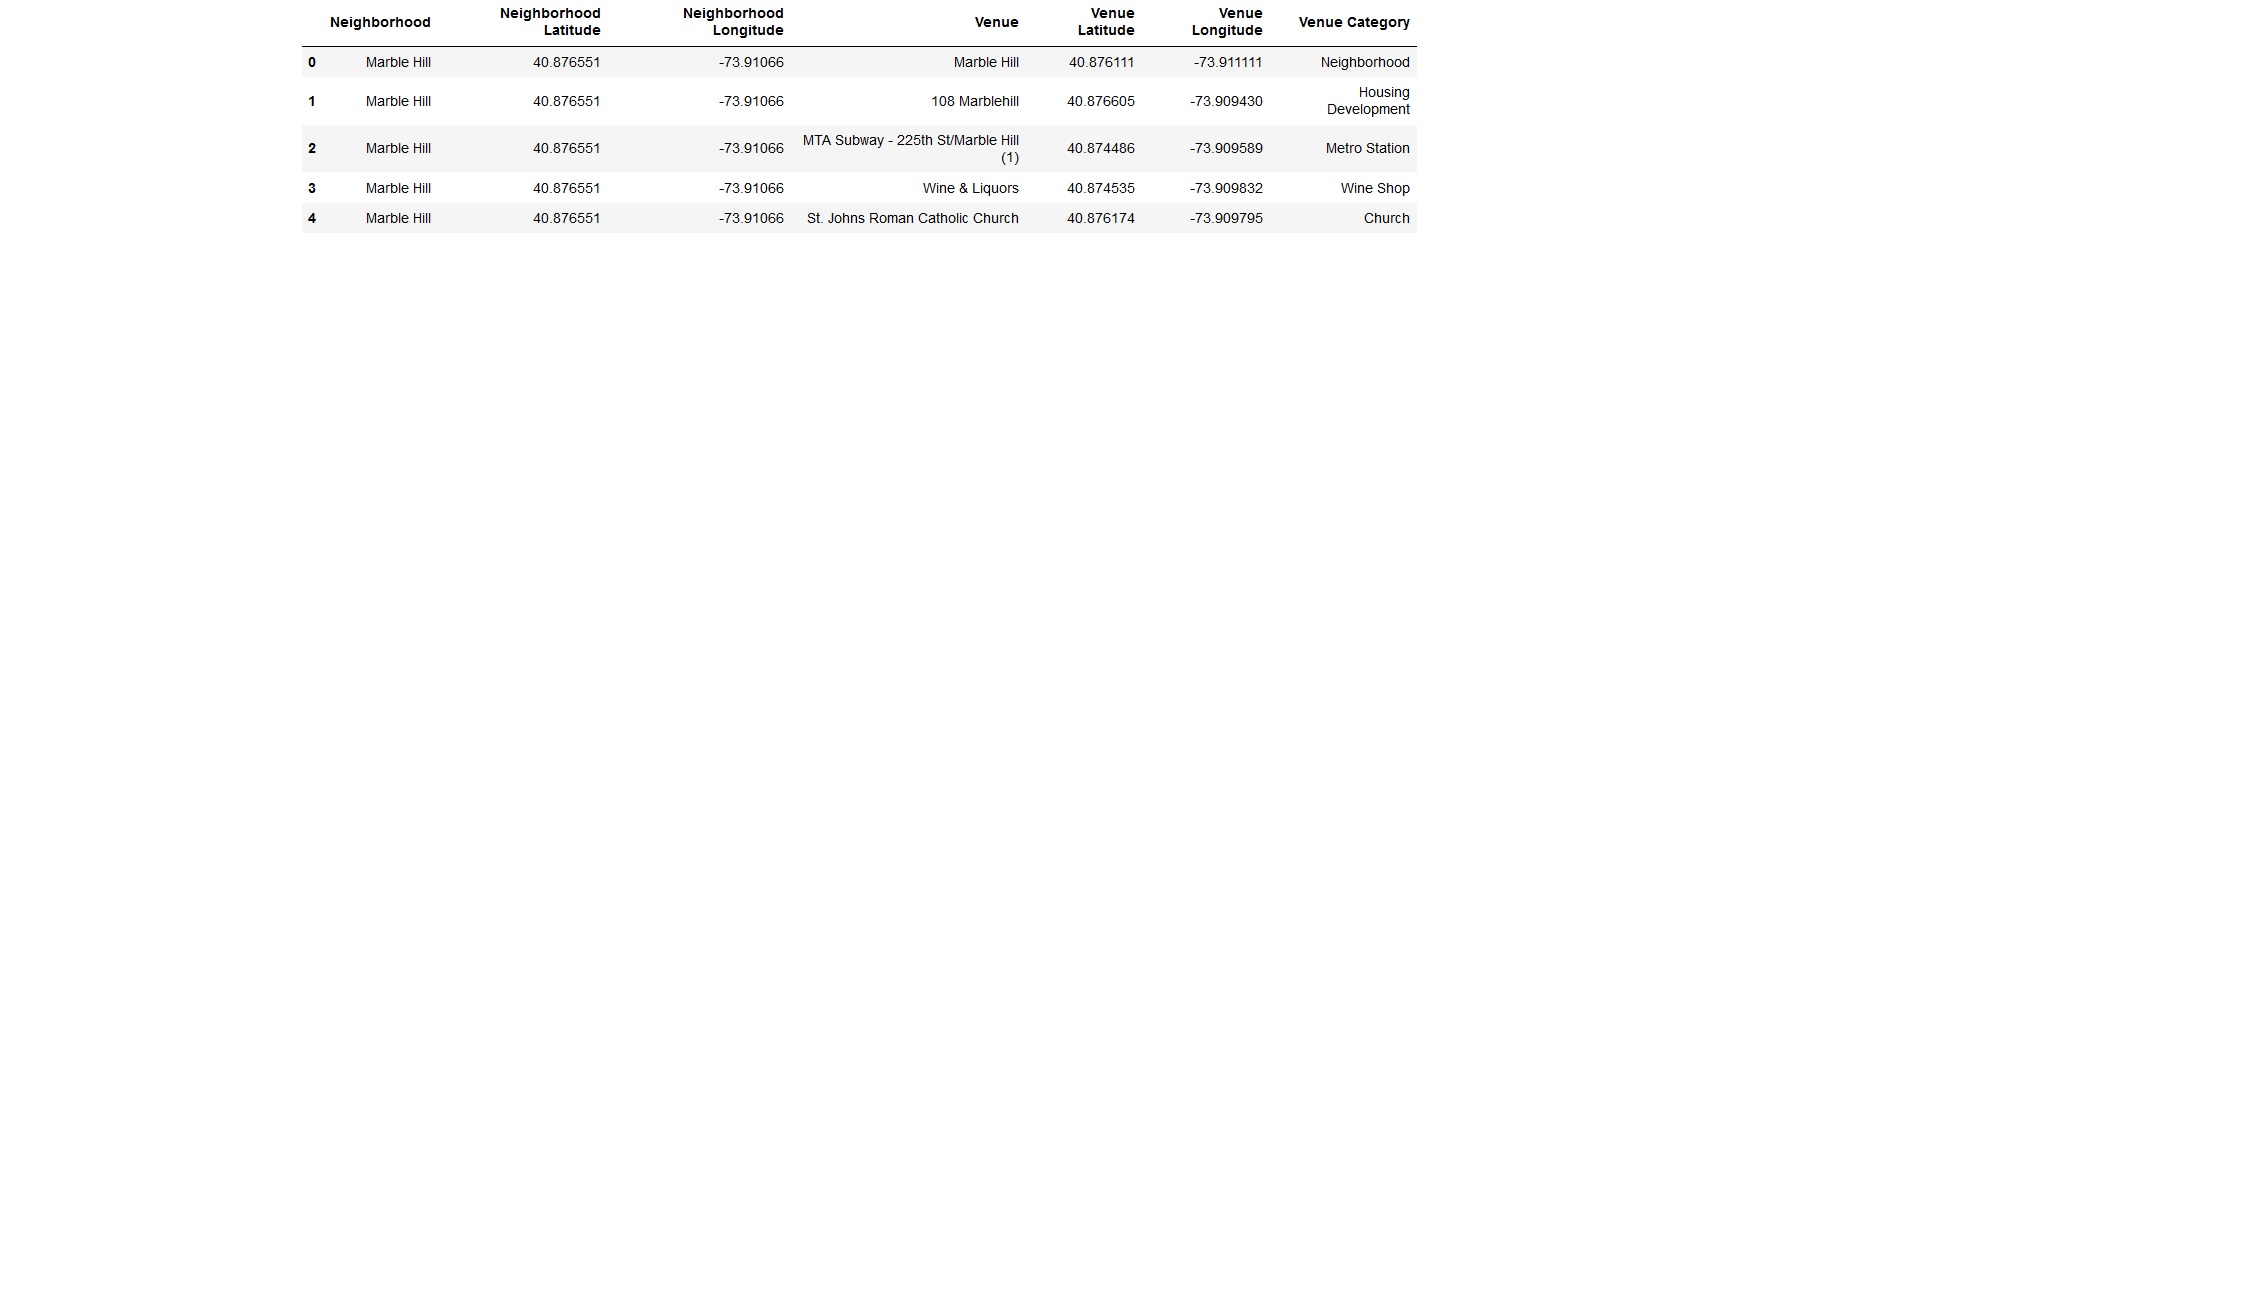 Neighborhood Neighborhood Latitude Neighborhood Longitude Venue Venue Latitude Venue Longitude Venue Category
0 Marble Hill 40.876551 -73.91066 Marble Hill 40.876111 -73.911111 Neighborhood
1 Marble Hill 40.876551 -73.91066 108 Marblehill 40.876605 -73.909430 Housing Development
2 Marble Hill 40.876551 -73.91066 MTA Subway - 225th St/Marble Hill (1) 40.874486 -73.909589 Metro Station
3 Marble Hill 40.876551 -73.91066 Wine & Liquors 40.874535 -73.909832 Wine Shop
4 Marble Hill 40.876551 -73.91066 St. Johns Roman Catholic Church 40.876174 -73.909795 Church